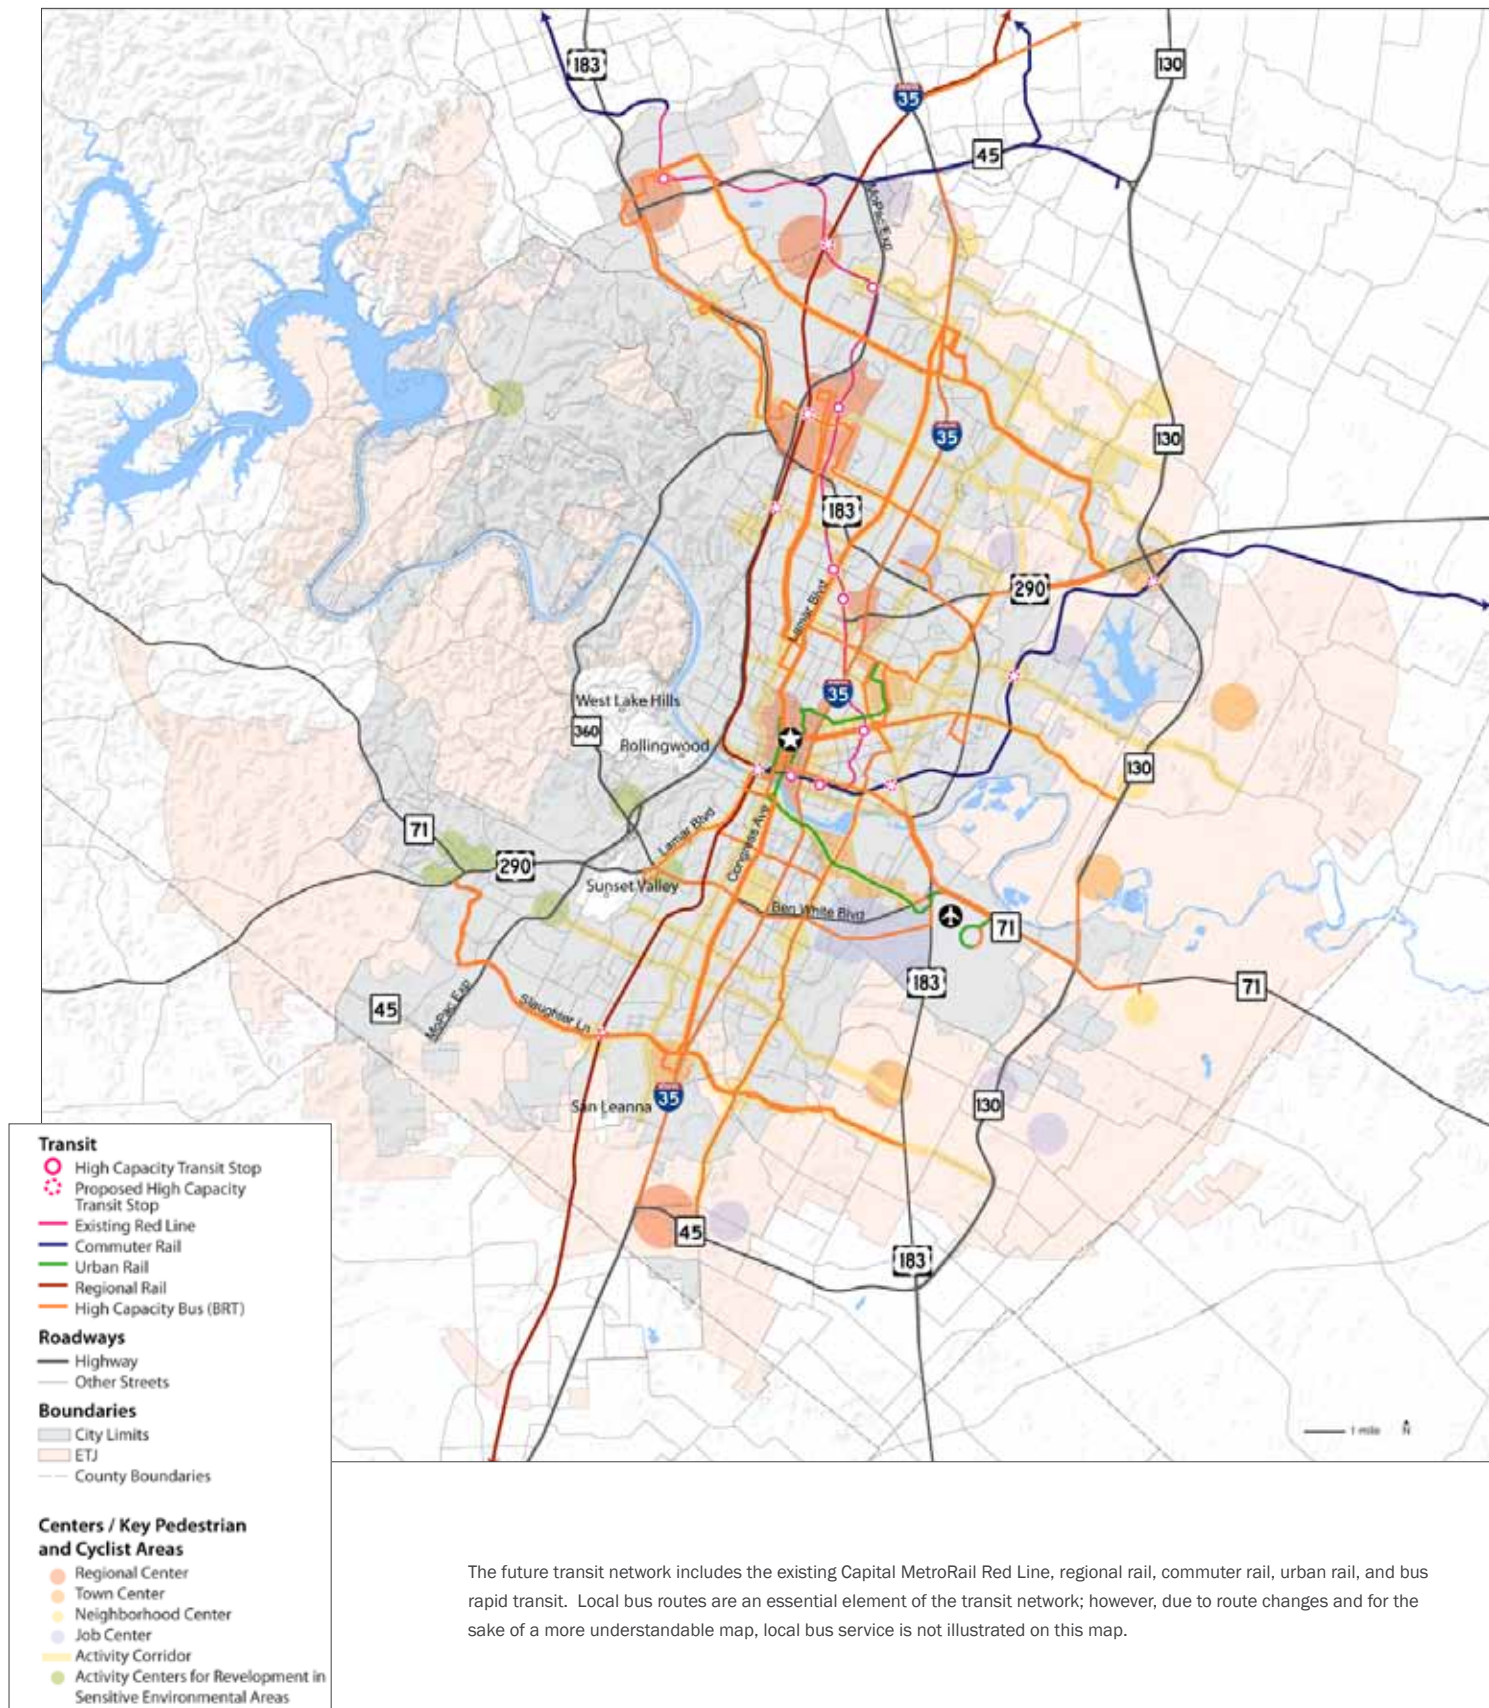 183
130
35
45
MoPac Exp
35
130
183
290
Lamar Blvd
35
West Lake Hills
360
Rollingwood
130
71
290
Lamar Blvd
Congress Ave
Sunset Valley
Ben White Blvd
71
183
71
45
MoPac Exp
Slaughter Ln
San Leanna
35
130
45
183
1 mile
N
Transit
High Capacity Transit Stop
Proposed High Capacity
Transit Stop
Existing Red Line
Commuter Rail
Urban Rail
Regional Rail
High Capacity Bus (BRT)
Roadways
Highway
Other Streets
Boundaries
City Limits
ETJ
County Boundaries
Centers / Key Pedestrian
and Cyclist Areas
Regional Center
Town Center
Neighborhood Center
Job Center
Activity Corridor
Activity Centers for Revelopment in
Sensitive Environmental Areas
The future transit network includes the existing Capital MetroRail Red Line, regional rail, commuter rail, urban rail, and bus
rapid transit. Local bus routes are an essential element of the transit network; however, due to route changes and for the
sake of a more understandable map, local bus service is not illustrated on this map.